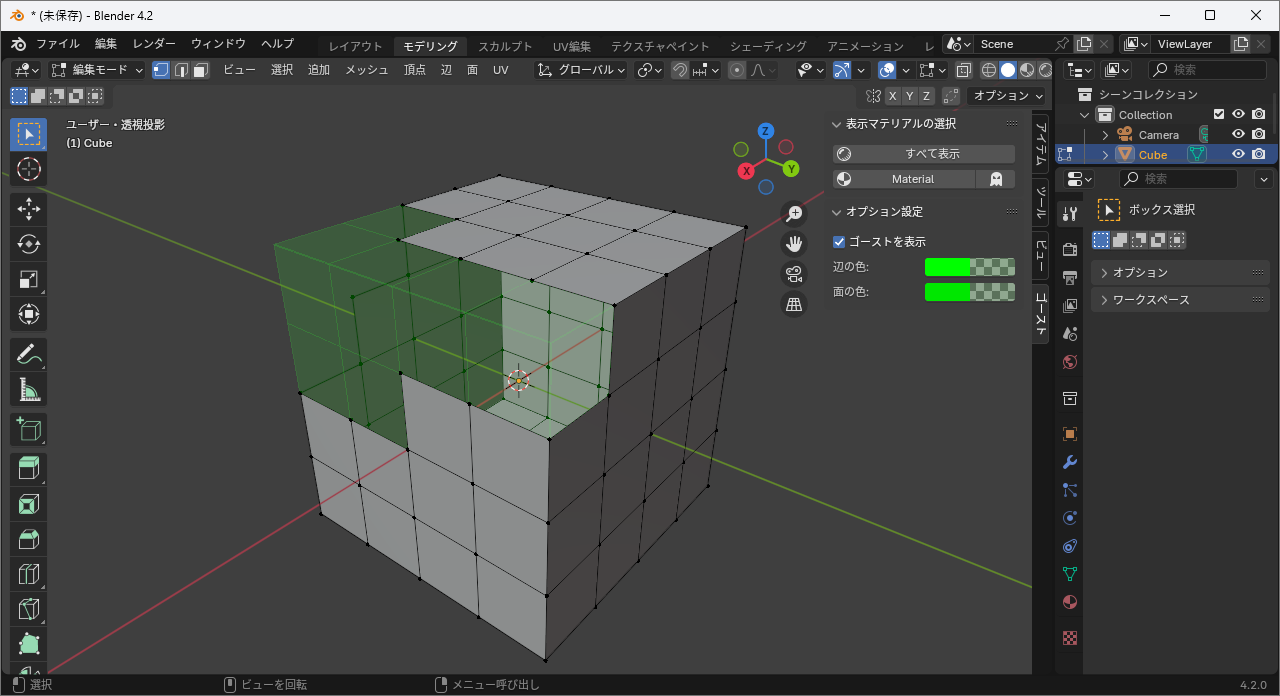 * (未保存) - Blender 4.2
ファイル 編集 レンダー ウィンドウ ヘルプ レイアウト モデリング スカルプト UV編集 テクスチャペイント シェーディング アニメーション レ Scene ViewLayer
編集モード ビュー 選択 追加 メッシュ 頂点 辺 面 UV グローバル 検索
X Y Z オプション
シーンコレクション
Collection
Camera
Cube
ユーザー・透視投影
(1) Cube
Z
Y
X
表示マテリアルの選択
すべて表示
Material
オプション設定
ゴーストを表示
辺の色:
面の色:
アイテム
ツール
ビュー
ゴースト
検索
ボックス選択
オプション
ワークスペース
選択 ビューを回転 メニュー呼び出し 4.2.0